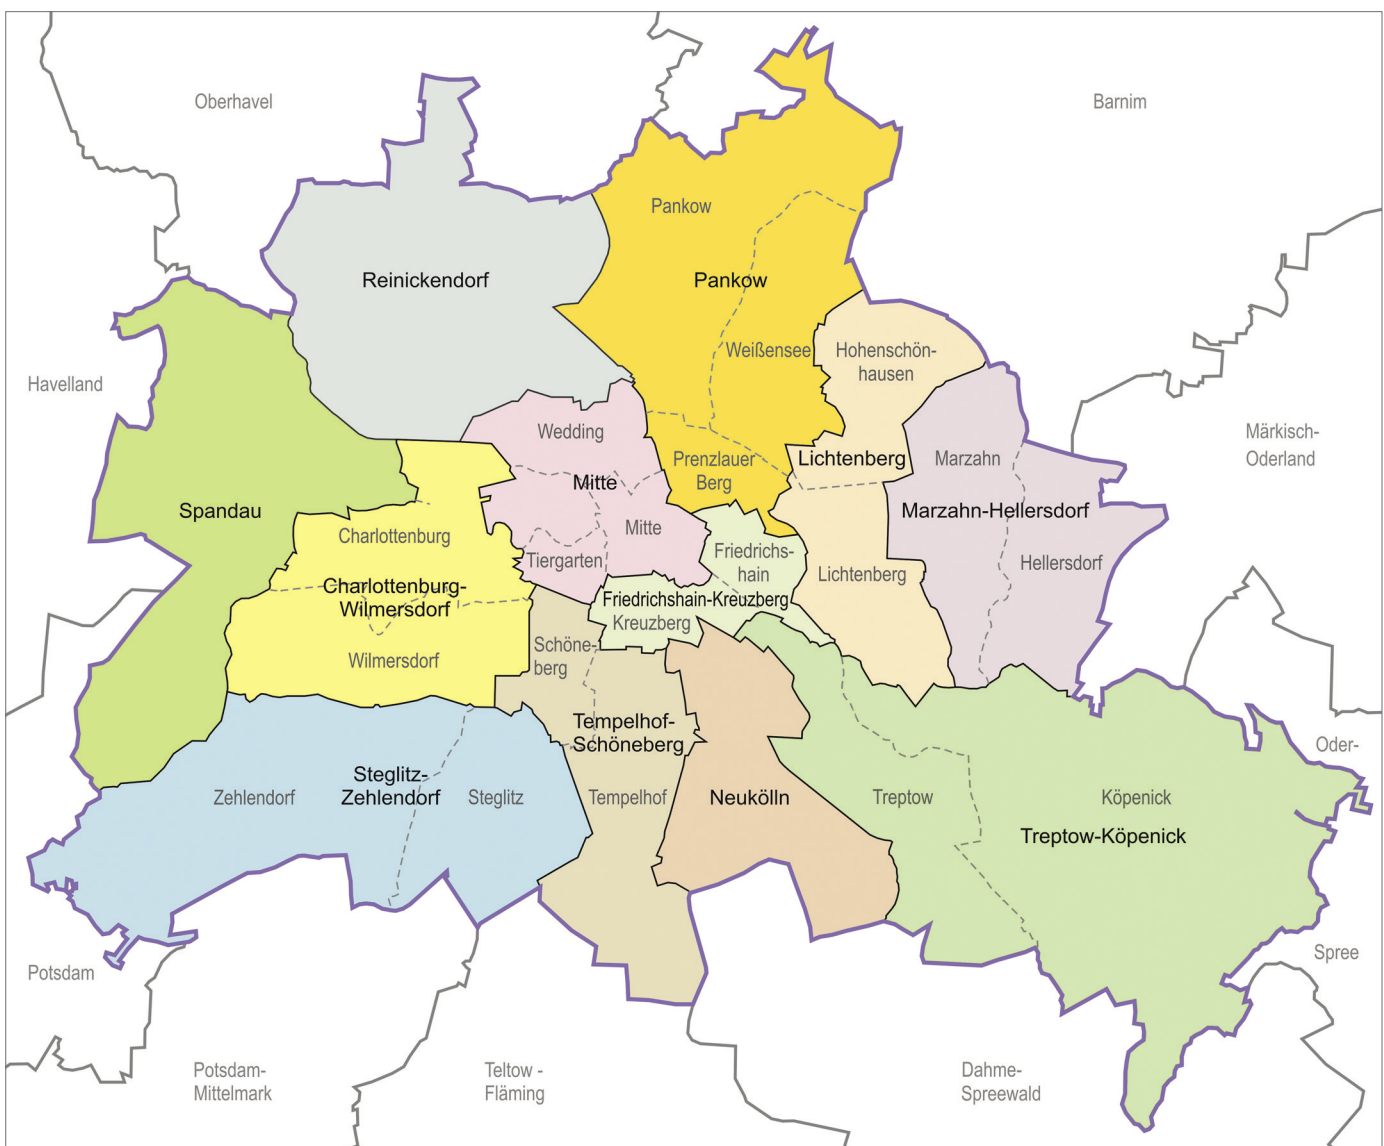 Oberhavel
Barnim
Pankow
Reinickendorf
Pankow
Weißensee
Hohenschön-
hausen
Havelland
Wedding
Märkisch-
Oderland
Prenzlauer
Berg
Lichtenberg
Marzahn
Mitte
Spandau
Marzahn-Hellersdorf
Mitte
Charlottenburg
Tiergarten
Friedrichs-
hain
Lichtenberg
Hellersdorf
Charlottenburg-
Wilmersdorf
Friedrichshain-Kreuzberg
Kreuzberg
Schöne-
berg
Wilmersdorf
Tempelhof-
Schöneberg
Oder-
Steglitz-
Zehlendorf
Zehlendorf
Steglitz
Tempelhof
Neukölln
Treptow
Köpenick
Treptow-Köpenick
Spree
Potsdam
Potsdam-
Mittelmark
Teltow -
Fläming
Dahme-
Spreewald